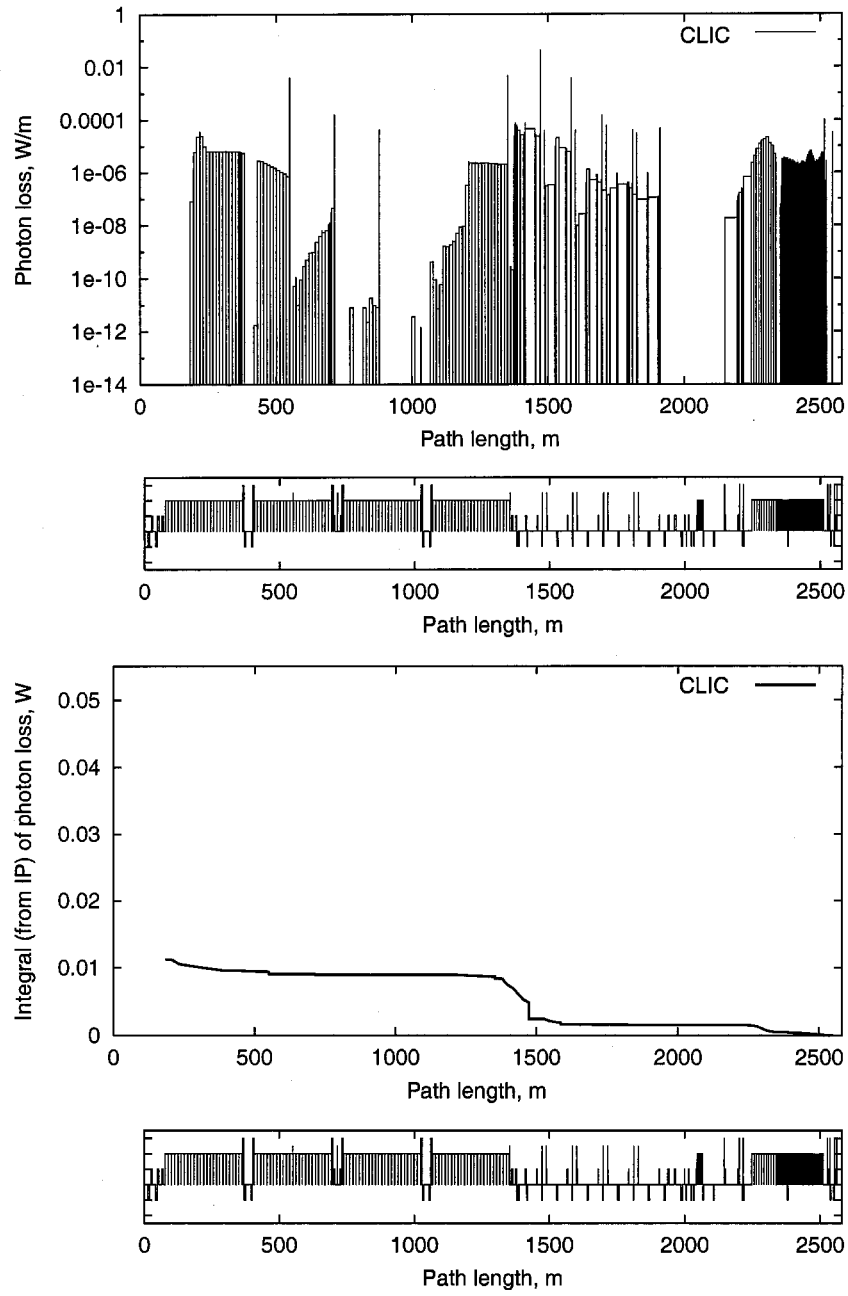 1
0.01
0.0001
1e-06
1e-08
1e-10
1e-12
1e-14
Photon loss, W/m
CLIC
0 500 1000 1500 2000 2500
Path length, m
0 500 1000 1500 2000 2500
Path length, m
0.05
0.04
0.03
0.02
0.01
0
Integral (from IP) of photon loss, W
CLIC
0 500 1000 1500 2000 2500
Path length, m
0 500 1000 1500 2000 2500
Path length, m